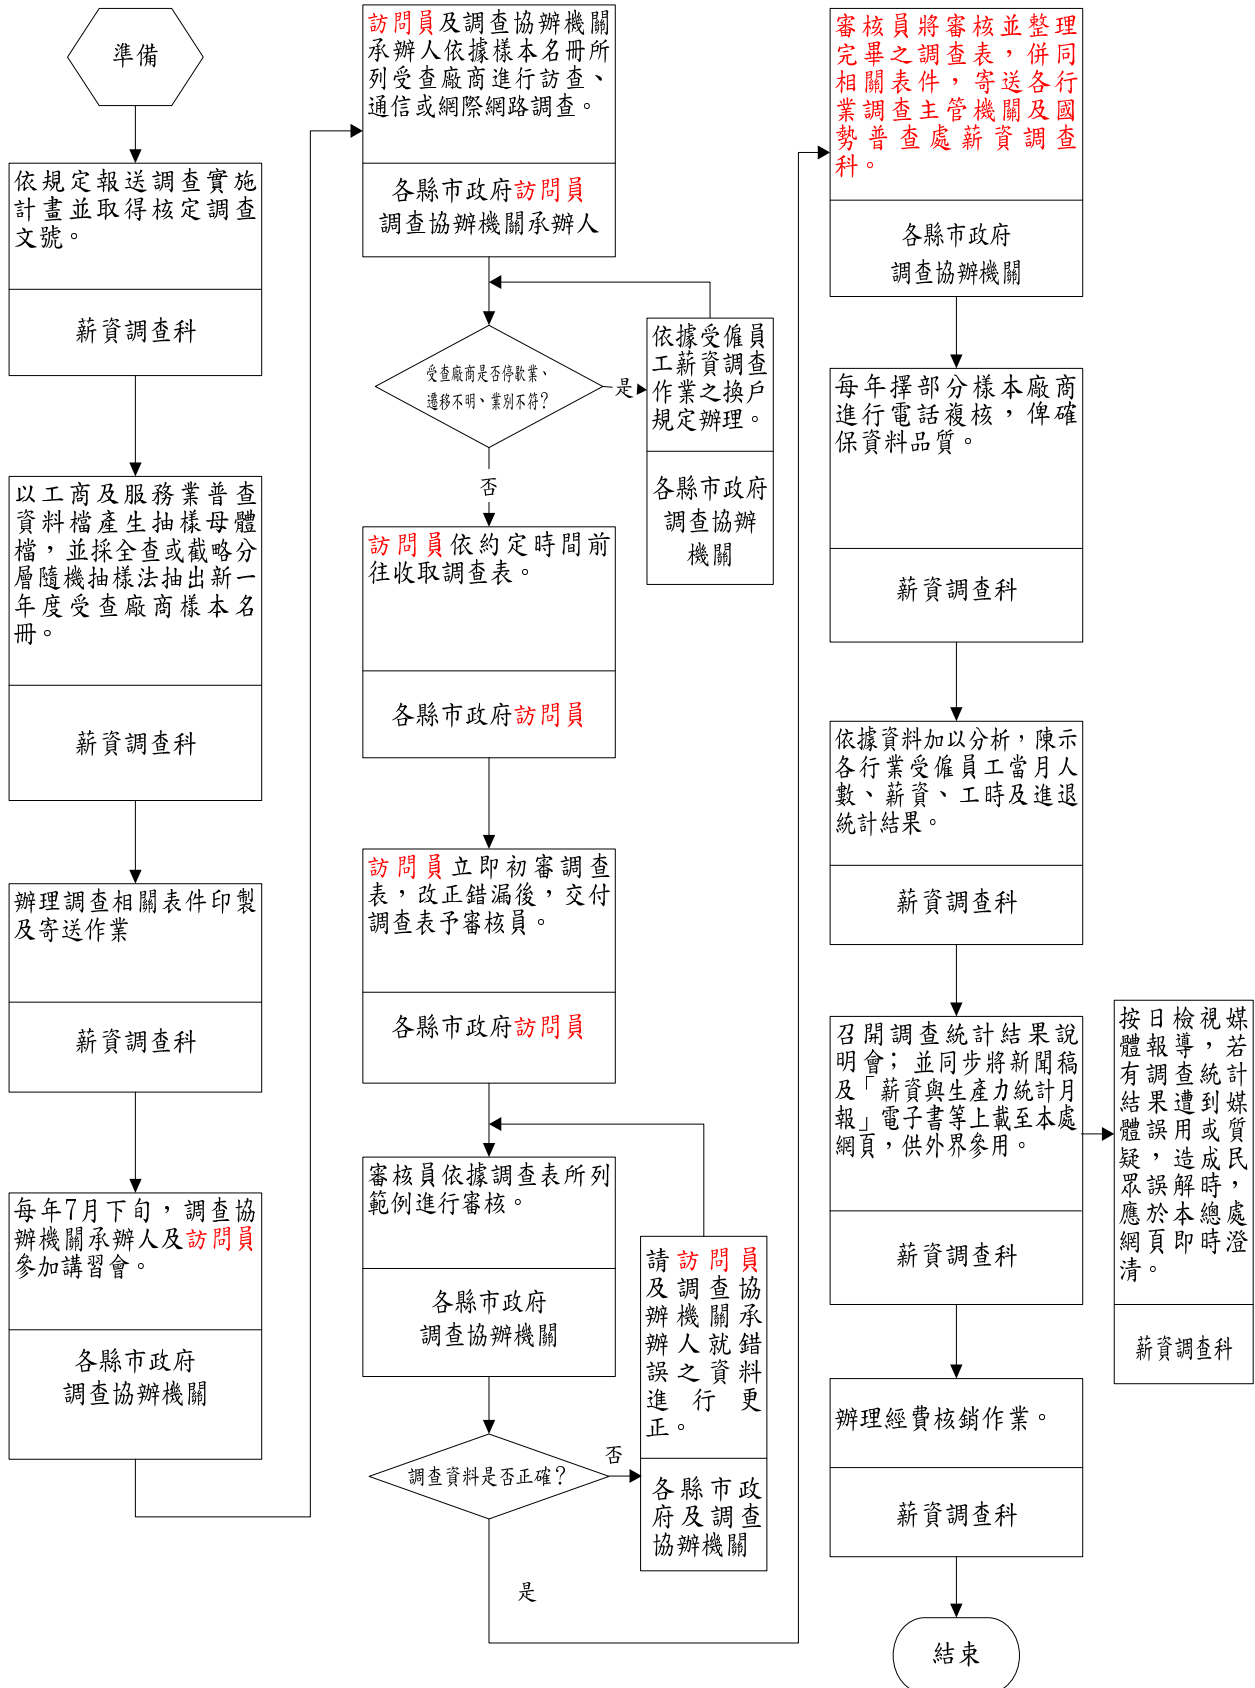 準備
依規定報送調查實施
計畫並取得核定調查
文號。
薪資調查科
以工商及服務業普查
資料檔產生抽樣母體
檔，並採全查或截略分
層隨機抽樣法抽出新一
年度受查廠商樣本名
冊。
薪資調查科
辦理調查相關表件印製
及寄送作業
薪資調查科
每年7月下旬，調查協
辦機關承辦人及訪問員
參加講習會。
各縣市政府
調查協辦機關
訪問員及調查協辦機關
承辦人依據樣本名冊所
列受查廠商進行訪查、
通信或網際網路調查。
各縣市政府訪問員
調查協辦機關承辦人
受查廠商是否停歇業、
遷移不明、業別不符?
是
依據受僱員
工薪資調查
作業之換戶
規定辦理。
各縣市政府
調查協辦
機關
否
訪問員依約定時間前
往收取調查表。
各縣市政府訪問員
訪問員立即初審調查
表，改正錯漏後，交付
調查表予審核員。
各縣市政府訪問員
審核員依據調查表所列
範例進行審核。
各縣市政府
調查協辦機關
調查資料是否正確?
否
請訪問員
及調查協
辦機關承
辦人就錯
誤之資料
進行更
正。
各縣市政
府及調查
協辦機關
是
審核員將審核並整理
完畢之調查表，併同
相關表件，寄送各行
業調查主管機關及國
勢普查處薪資調查
科。
各縣市政府
調查協辦機關
每年擇部分樣本廠商
進行電話複核，俾確
保資料品質。
薪資調查科
依據資料加以分析，陳示
各行業受僱員工當月人
數、薪資、工時及進退
統計結果。
薪資調查科
召開調查統計結果說
明會；並同步將新聞稿
及「薪資與生產力統計月
報」電子書等上載至本處
網頁，供外界參用。
薪資調查科
按日檢視媒
體報導，若
有調查統計
結果遭到媒
體誤用或質
疑，造成民
眾誤解時，
應於本總處
網頁即時澄
清。
薪資調查科
辦理經費核銷作業。
薪資調查科
結束